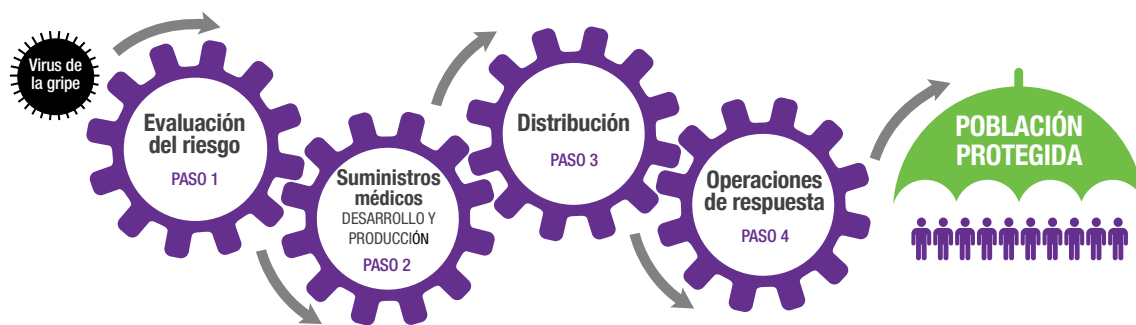 Virus de
la gripe
Evaluación
del riesgo
PASO 1
Suministros
médicos
DESARROLLO Y
PRODUCCIÓN
PASO 2
Distribución
PASO 3
Operaciones
de respuesta
PASO 4
POBLACIÓN
PROTEGIDA